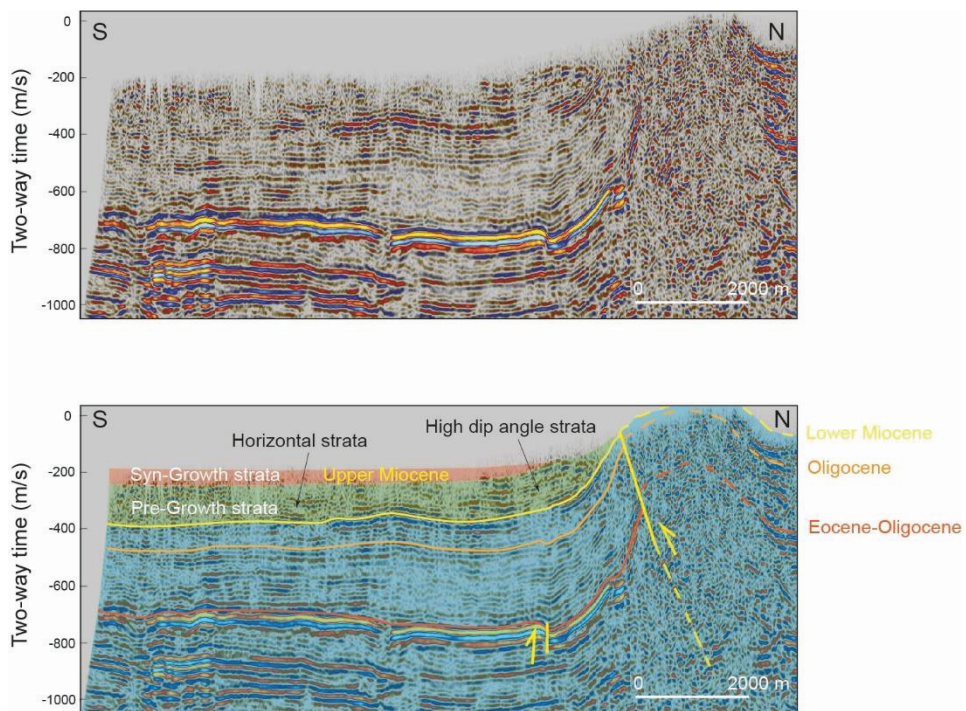 S
N
Two-way time (m/s)
0
-200
-400
-600
-800
-1000
0 2000 m
S
N
Two-way time (m/s)
0
-200
-400
-600
-800
-1000
Horizontal strata
High dip angle strata
Syn-Growth strata
Upper Miocene
Pre-Growth strata
Lower Miocene
Oligocene
Eocene-Oligocene
0 2000 m